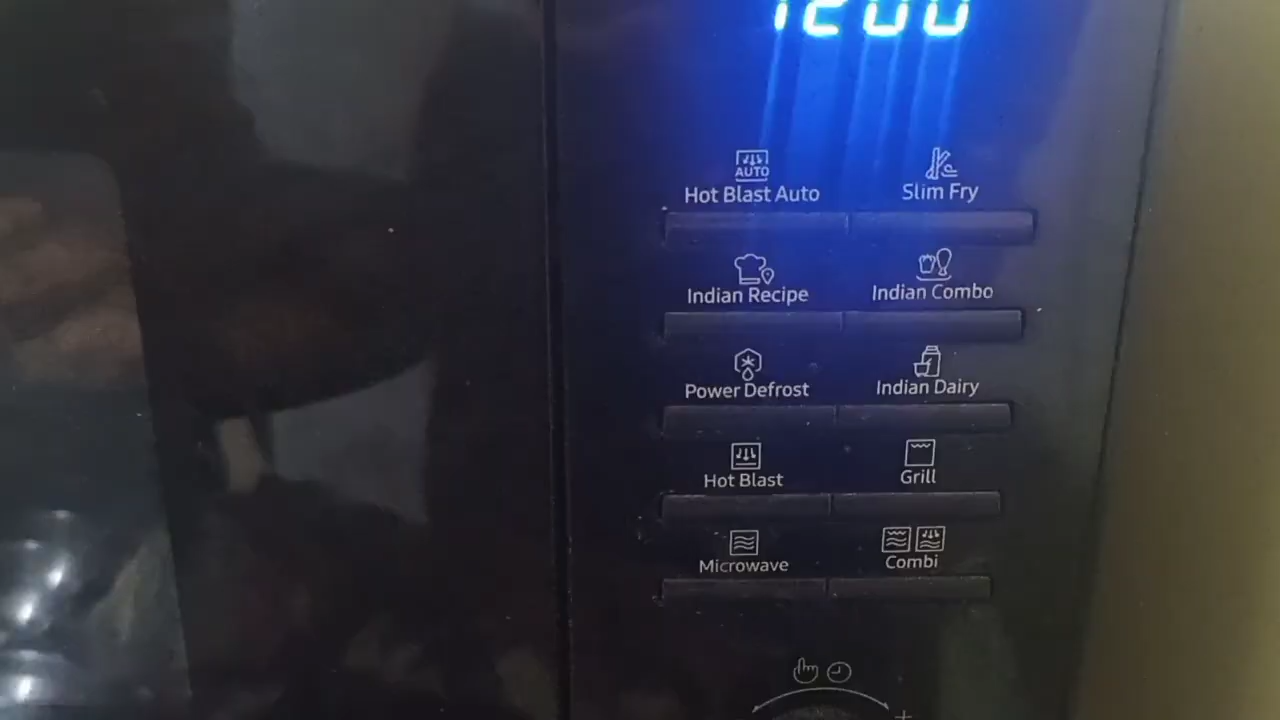 1200
AUTO
Hot Blast Auto
Slim Fry
Indian Recipe
Indian Combo
Power Defrost
Indian Dairy
Hot Blast
Grill
Microwave
Combi
+